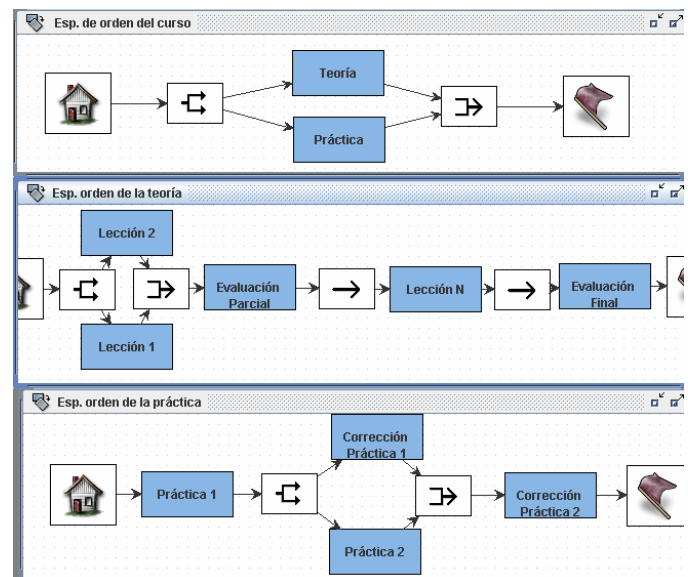 Esp. de orden del curso
Teoría
Práctica
Esp. orden de la teoría
Lección 2
Evaluación
Parcial
Lección N
Evaluación
Final
Lección 1
Esp. orden de la práctica
Corrección
Práctica 1
Práctica 1
Corrección
Práctica 2
Práctica 2